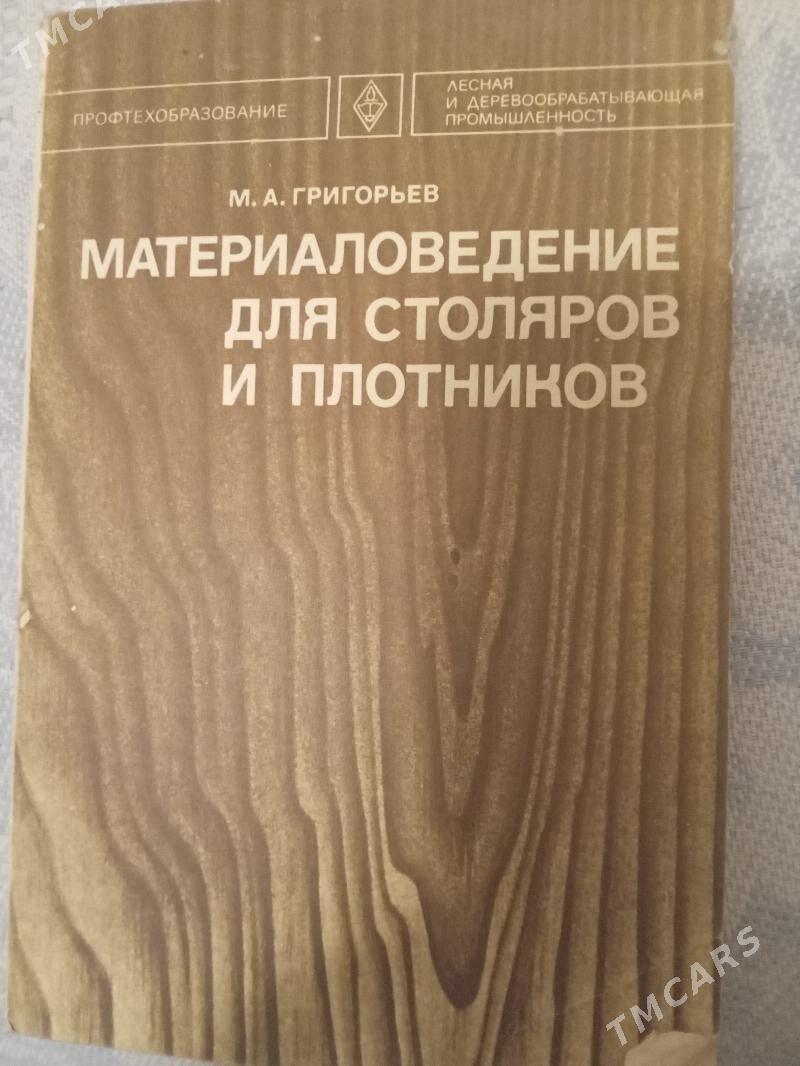 TMCARS
ПРОФТЕХОБРАЗОВАНИЕ
ЛЕСНАЯ
И ДЕРЕВООБРАБАТЫВАЮЩАЯ
ПРОМЫШЛЕННОСТЬ
М. А. ГРИГОРЬЕВ
МАТЕРИАЛОВЕДЕНИЕ
ДЛЯ СТОЛЯРОВ
И ПЛОТНИКОВ
TMCARS